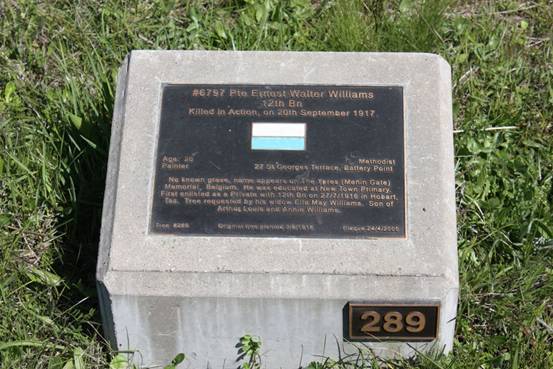 #6797 Pte Ernest Walter Williams
12th Bn
Killed in Action, on 20th September 1917
Age: 20 Methodist
Painter 22 St Georges Terrace, Battery Point
No known grave, name appears on The Ypres (Menin Gate)
Memorial, Belgium. He was educated at New Town Primary.
First enlisted as a Private with 12th Bn on 27/7/1916 in Hobart,
Tas. Tree requested by his widow Ella May Williams. Son of
Arthur Louis and Annie Williams.
Tree: #289 Original tree planted: 3/8/1918 Plaque 24/4/2005
289